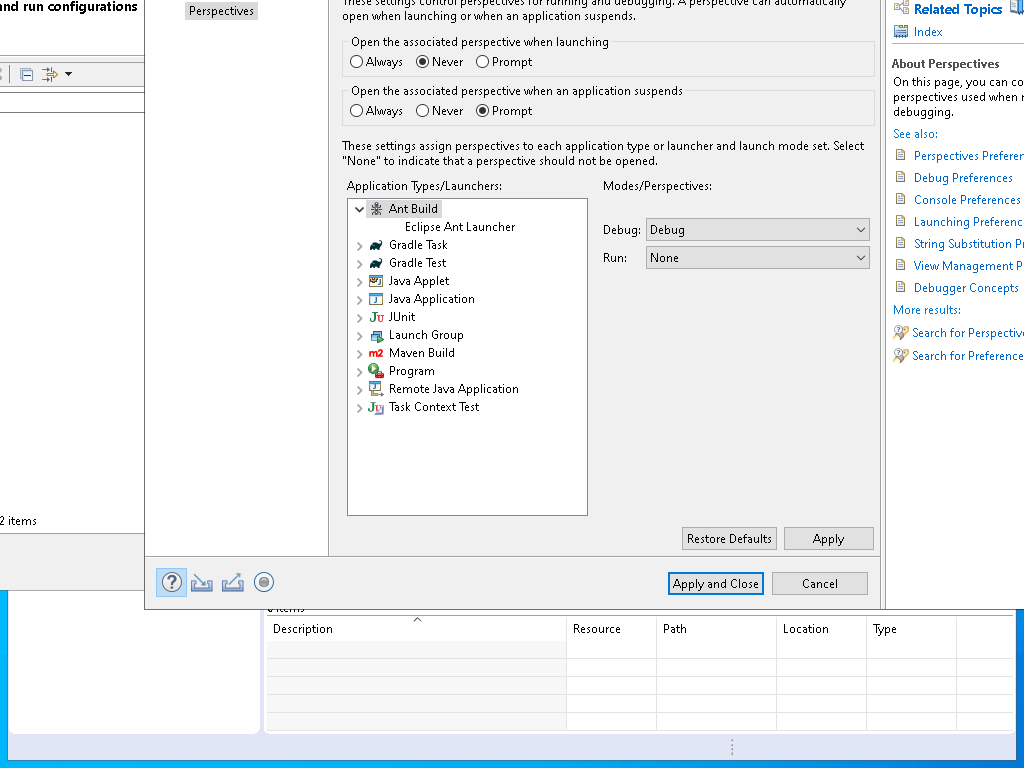 and run configurations
Perspectives
These settings control perspectives for running and debugging. A perspective can automatically
open when launching or when an application suspends.
Open the associated perspective when launching
Always
Never
Prompt
Open the associated perspective when an application suspends
Always
Never
Prompt
These settings assign perspectives to each application type or launcher and launch mode set. Select
"None" to indicate that a perspective should not be opened.
Application Types/Launchers:
Modes/Perspectives:
Ant Build
Eclipse Ant Launcher
Gradle Task
Gradle Test
Java Applet
Java Application
JUnit
Launch Group
Maven Build
Program
Remote Java Application
Task Context Test
Debug:
Debug
Run:
None
Restore Defaults
Apply
Apply and Close
Cancel
Related Topics
Index
About Perspectives
On this page, you can co
perspectives used when r
debugging.
See also:
Perspectives Preferen
Debug Preferences
Console Preferences
Launching Preferenc
String Substitution Pr
View Management P
Debugger Concepts
More results:
Search for Perspective
Search for Preference
2 items
Description
Resource
Path
Location
Type